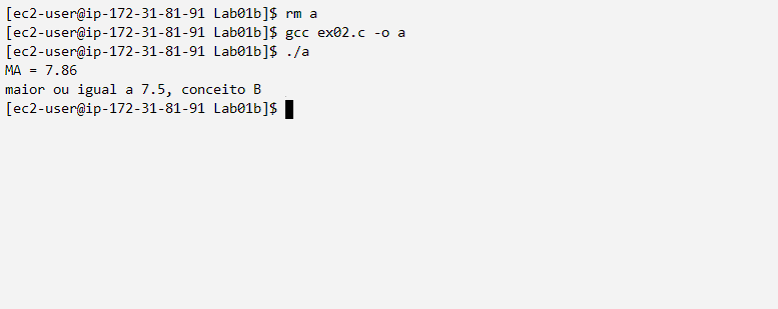 [ec2-user@ip-172-31-81-91 Lab01b]$ rm a
[ec2-user@ip-172-31-81-91 Lab01b]$ gcc ex02.c -o a
[ec2-user@ip-172-31-81-91 Lab01b]$ ./a
MA = 7.86
maior ou igual a 7.5, conceito B
[ec2-user@ip-172-31-81-91 Lab01b]$